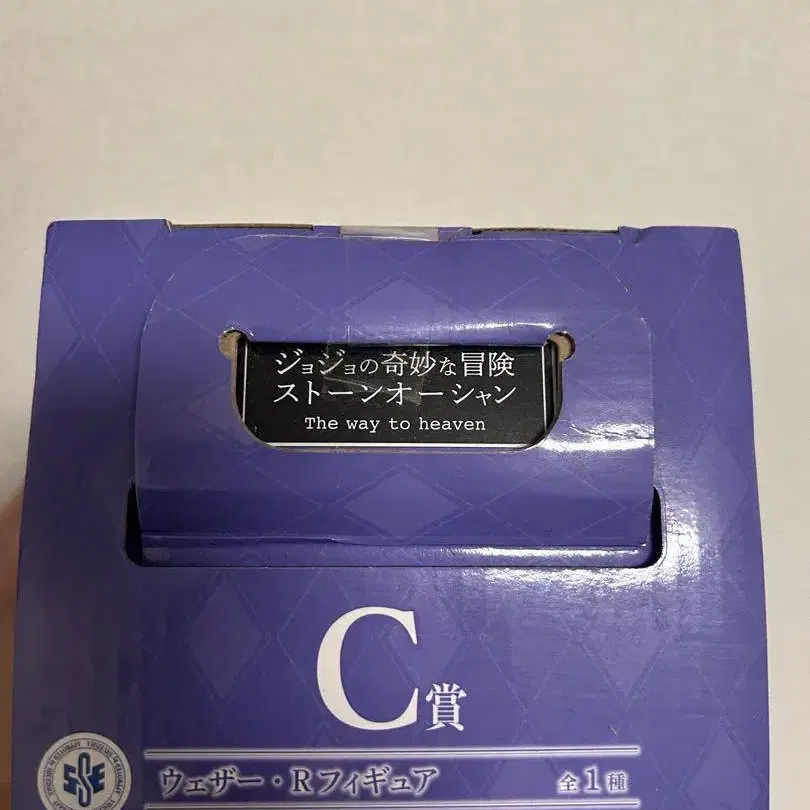 ジョジョの奇妙な冒険
ストーンオーシャン
The way to heaven
C賞
ウェザー・Rフィギュア 全1種